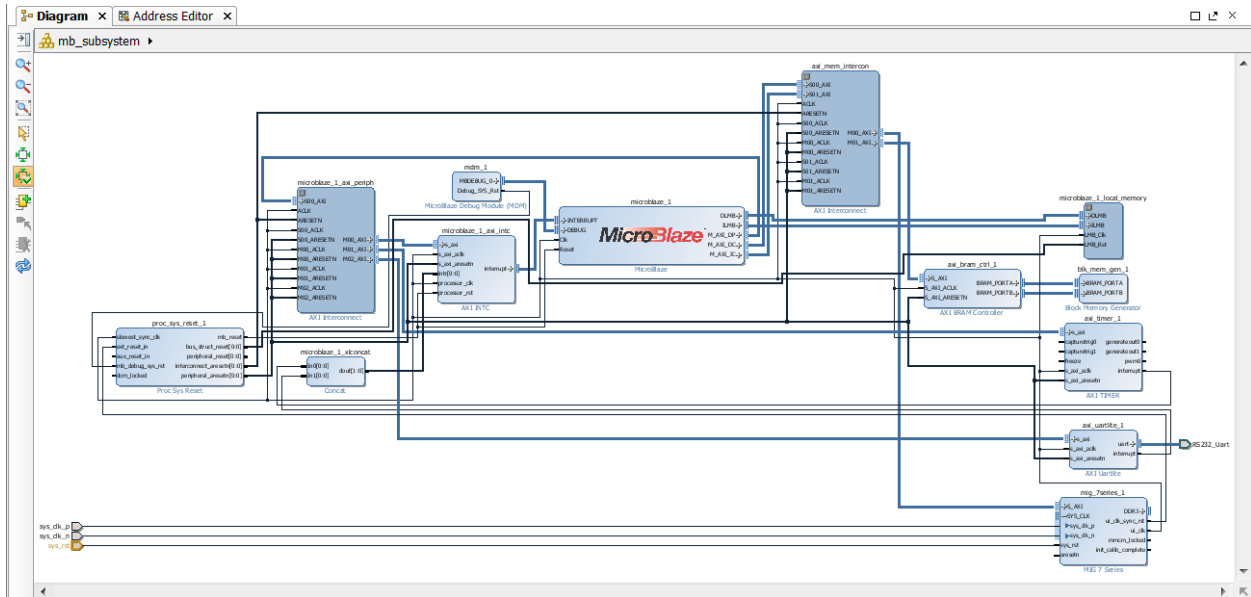 Diagram
Address Editor
mb_subsystem
axi_mem_intercon
S00_AXI
S01_AXI
ACLK
ARESETN
S00_ACLK
S00_ARESETN
M00_ACLK
M00_ARESETN
S01_ACLK
S01_ARESETN
M01_ACLK
M01_ARESETN
M00_AXI
M01_AXI
AXI Interconnect
microblaze_1_axi_periph
S00_AXI
ACLK
ARESETN
S00_ACLK
S00_ARESETN
M00_ACLK
M00_ARESETN
M01_ACLK
M01_ARESETN
M02_ACLK
M02_ARESETN
M00_AXI
M01_AXI
M02_AXI
AXI Interconnect
mdm_1
MBDEBUG_0
Debug_SYS_Rst
MicroBlaze Debug Module (MDM)
microblaze_1
INTERRUPT
DEBUG
Clk
Reset
MicroBlaze
DLMB
ILMB
M_AXI_DP
M_AXI_DC
M_AXI_IC
MicroBlaze
microblaze_1_local_memory
DLMB
ILMB
LMB_Clk
LMB_Rst
microblaze_1_axi_intc
s_axi
s_axi_aclk
s_axi_aresetn
intr[0:0]
processor_clk
processor_rst
interrupt
AXI INTC
axi_bram_ctrl_1
S_AXI
S_AXI_ACLK
S_AXI_ARESETN
BRAM_PORTA
BRAM_PORTB
AXI BRAM Controller
blk_mem_gen_1
BRAM_PORTA
BRAM_PORTB
Block Memory Generator
proc_sys_reset_1
slowest_sync_clk
ext_reset_in
aux_reset_in
mb_debug_sys_rst
dcm_locked
mb_reset
bus_struct_reset[0:0]
peripheral_reset[0:0]
interconnect_aresetn[0:0]
peripheral_aresetn[0:0]
Proc Sys Reset
microblaze_1_xlconcat
In0[0:0]
In1[0:0]
dout[1:0]
Concat
axi_timer_1
s_axi
capturetrig0
capturetrig1
freeze
s_axi_aclk
s_axi_aresetn
generateout0
generateout1
pwm0
interrupt
AXI TIMER
axi_uartlite_1
s_axi
s_axi_aclk
s_axi_aresetn
uart
interrupt
AXI Uartlite
RS232_Uart
mig_7series_1
S_AXI
SYS_CLK
sys_clk_p
sys_clk_n
sys_rst
aresetn
DDR3
ui_clk_sync_rst
ui_clk
mmcm_locked
init_calib_complete
MIG 7 Series
sys_clk_p
sys_clk_n
sys_rst